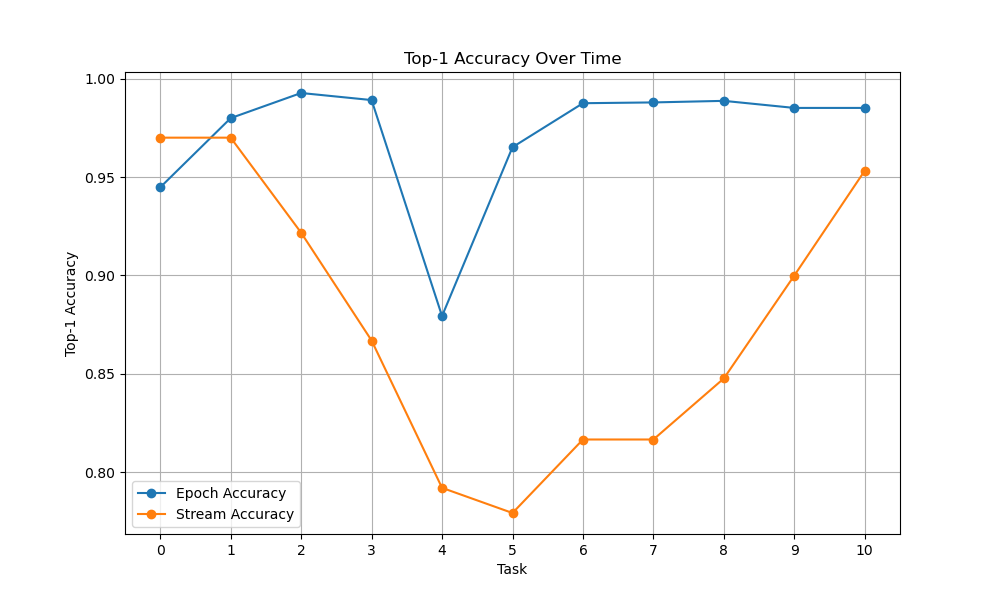 Top-1 Accuracy Over Time
Top-1 Accuracy
1.00
0.95
0.90
0.85
0.80
Epoch Accuracy
Stream Accuracy
0 1 2 3 4 5 6 7 8 9 10
Task